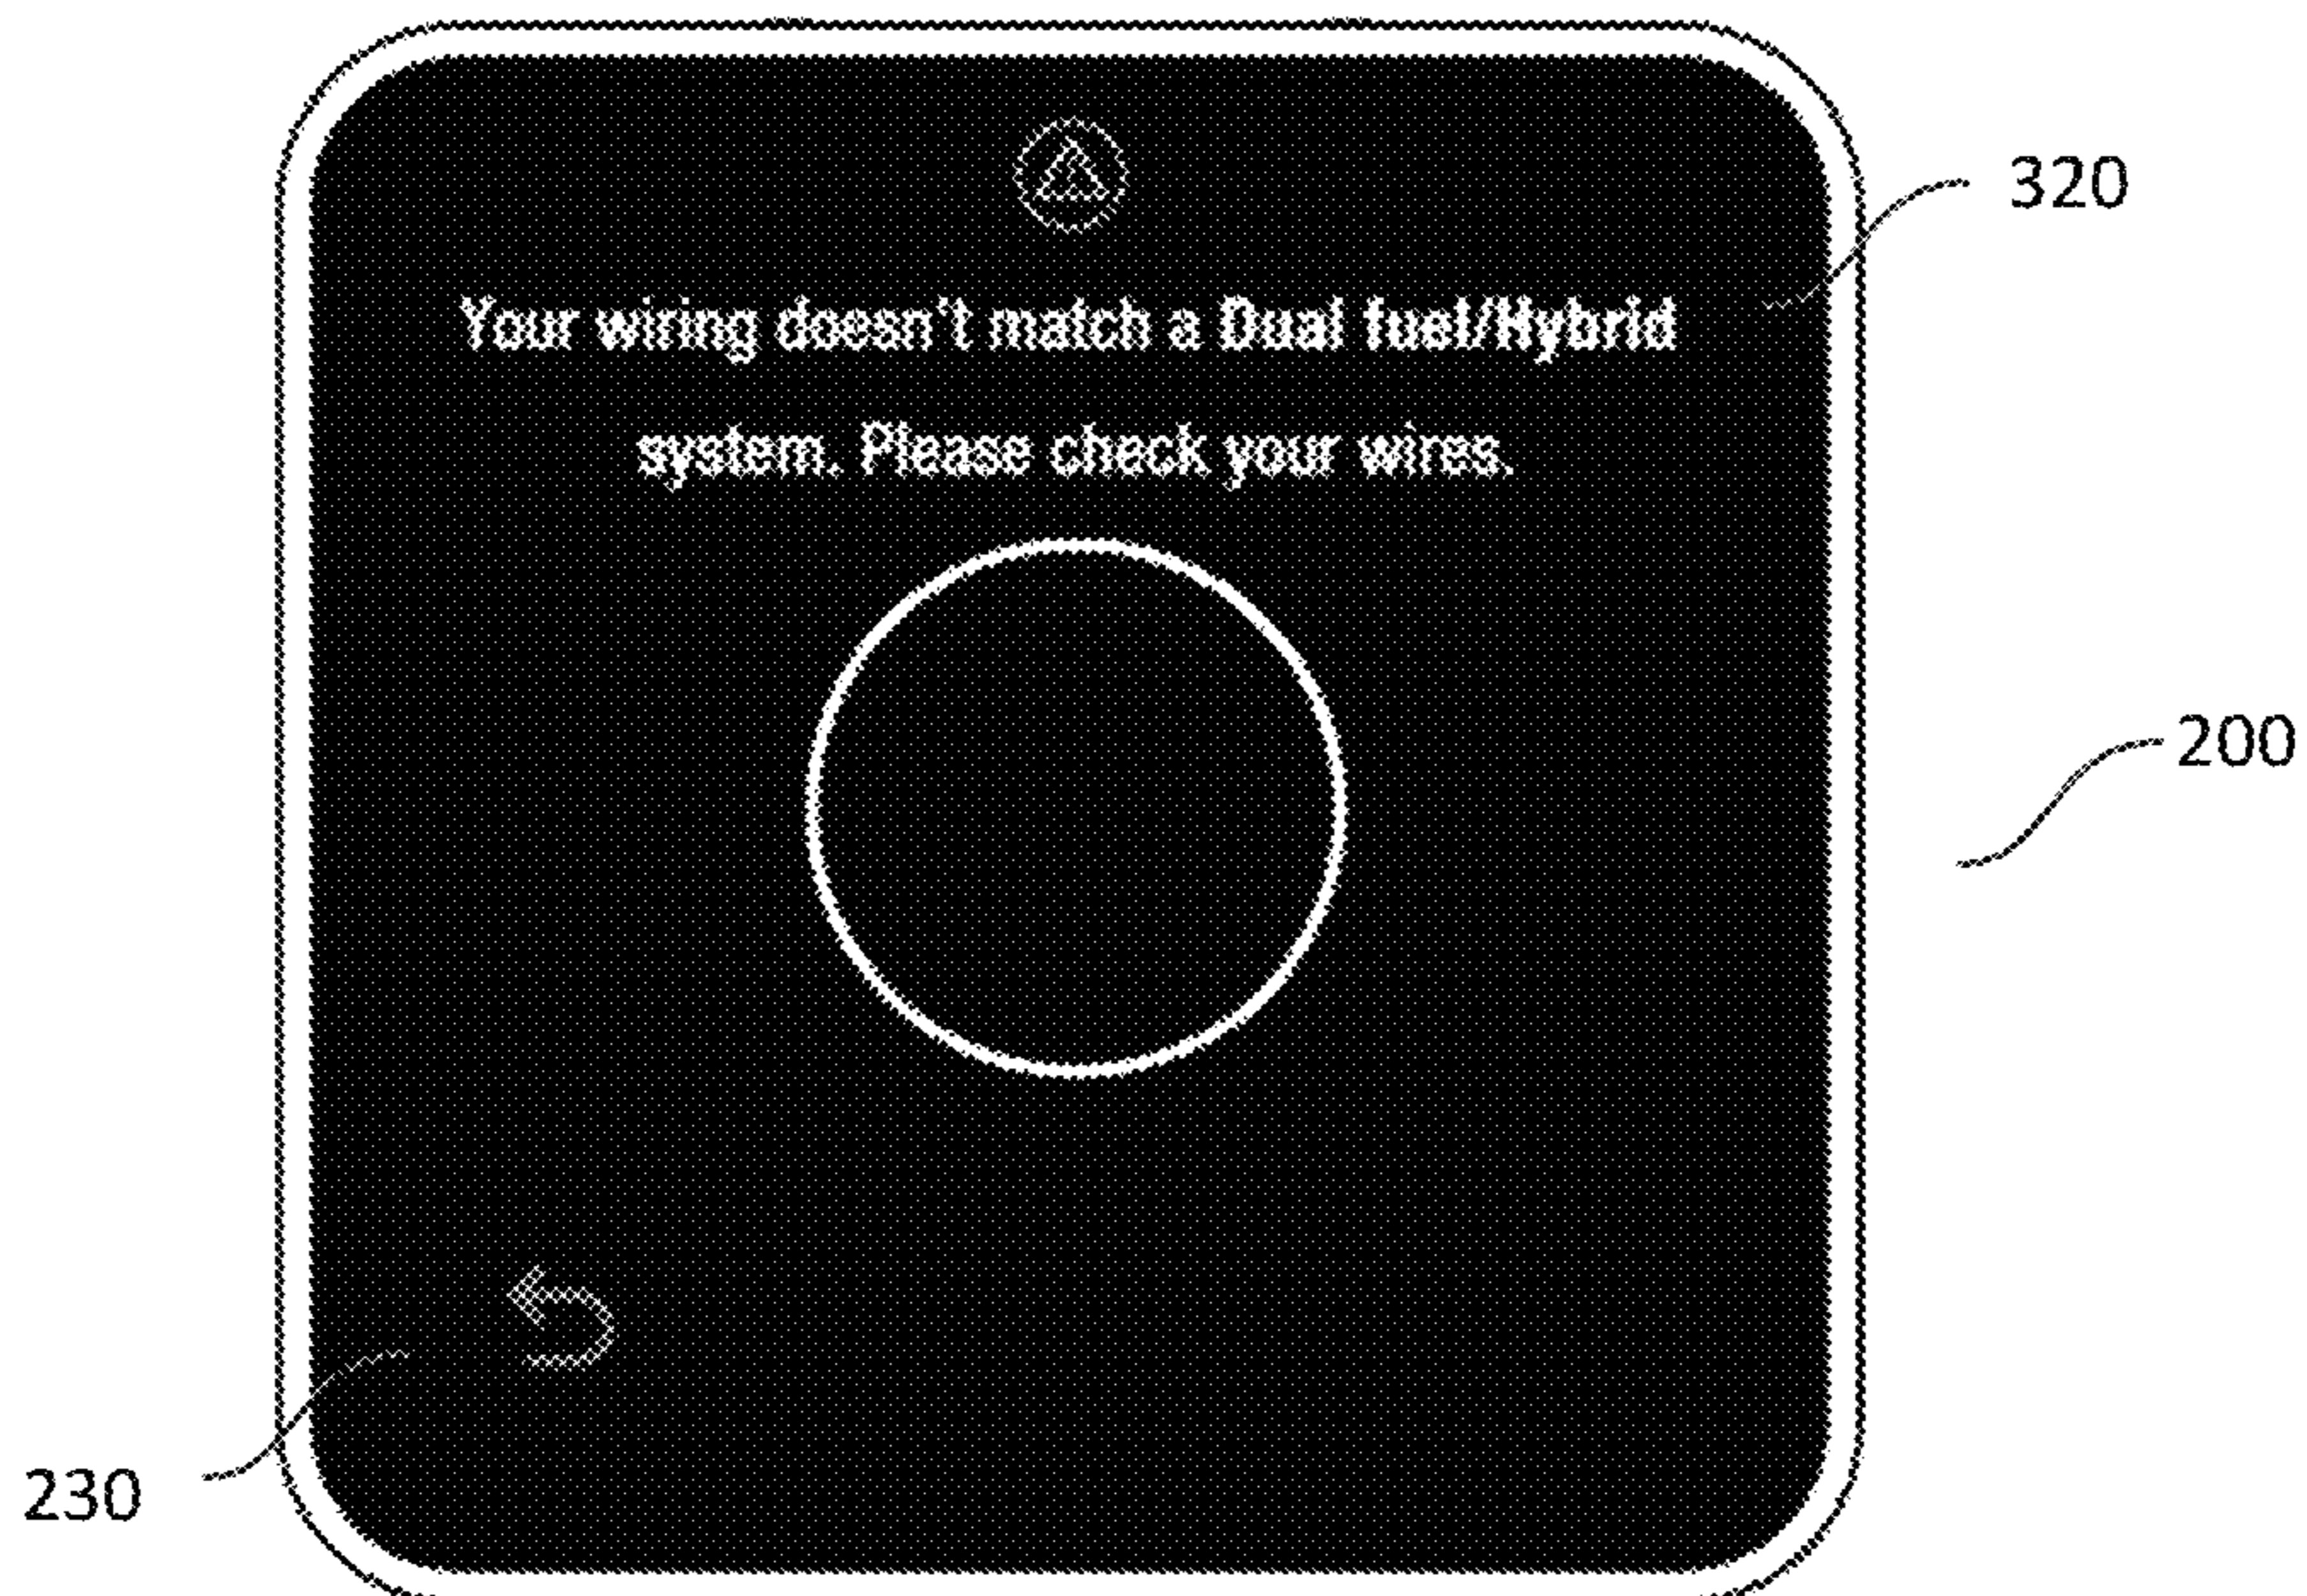 320
Your wiring doesn't match a Dual fuel/Hybrid
system. Please check your wires.
200
230